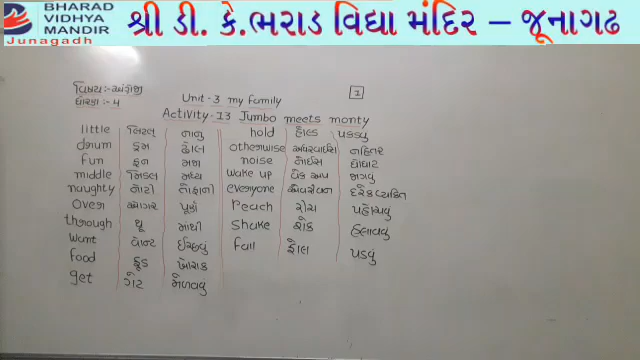 BHARAD
VIDHYA
MANDIR
Junagadh
શ્રી ડી. કે.ભરાડ વિદ્યા મંદિર – જૂનાગઢ
વિષય:-અંગ્રેજી
ધોરણ :- ૫
Unit-3 my family
1
Activity-13 Jumbo meets monty
little લિટલ નાનું hold હોલ્ડ પકડવું
drum ડ્રમ ઢોલ otherwise અધરવાઈઝ નહિતર
fun ફન મજા noise નોઈસ ઘોંઘાટ
middle મિડલ મધ્ય wake up વેક અપ જાગવું
naughty નોટી તોફાની everyone એવરીવન દરેક વ્યક્તિ
over ઓવર પૂરું reach રીચ પહોંચવું
through થ્રૂ માંથી shake શેક હલાવવું
want વોન્ટ ઈચ્છવું fall ફોલ પડવું
food ફૂડ ખોરાક
get ગેટ મેળવવું